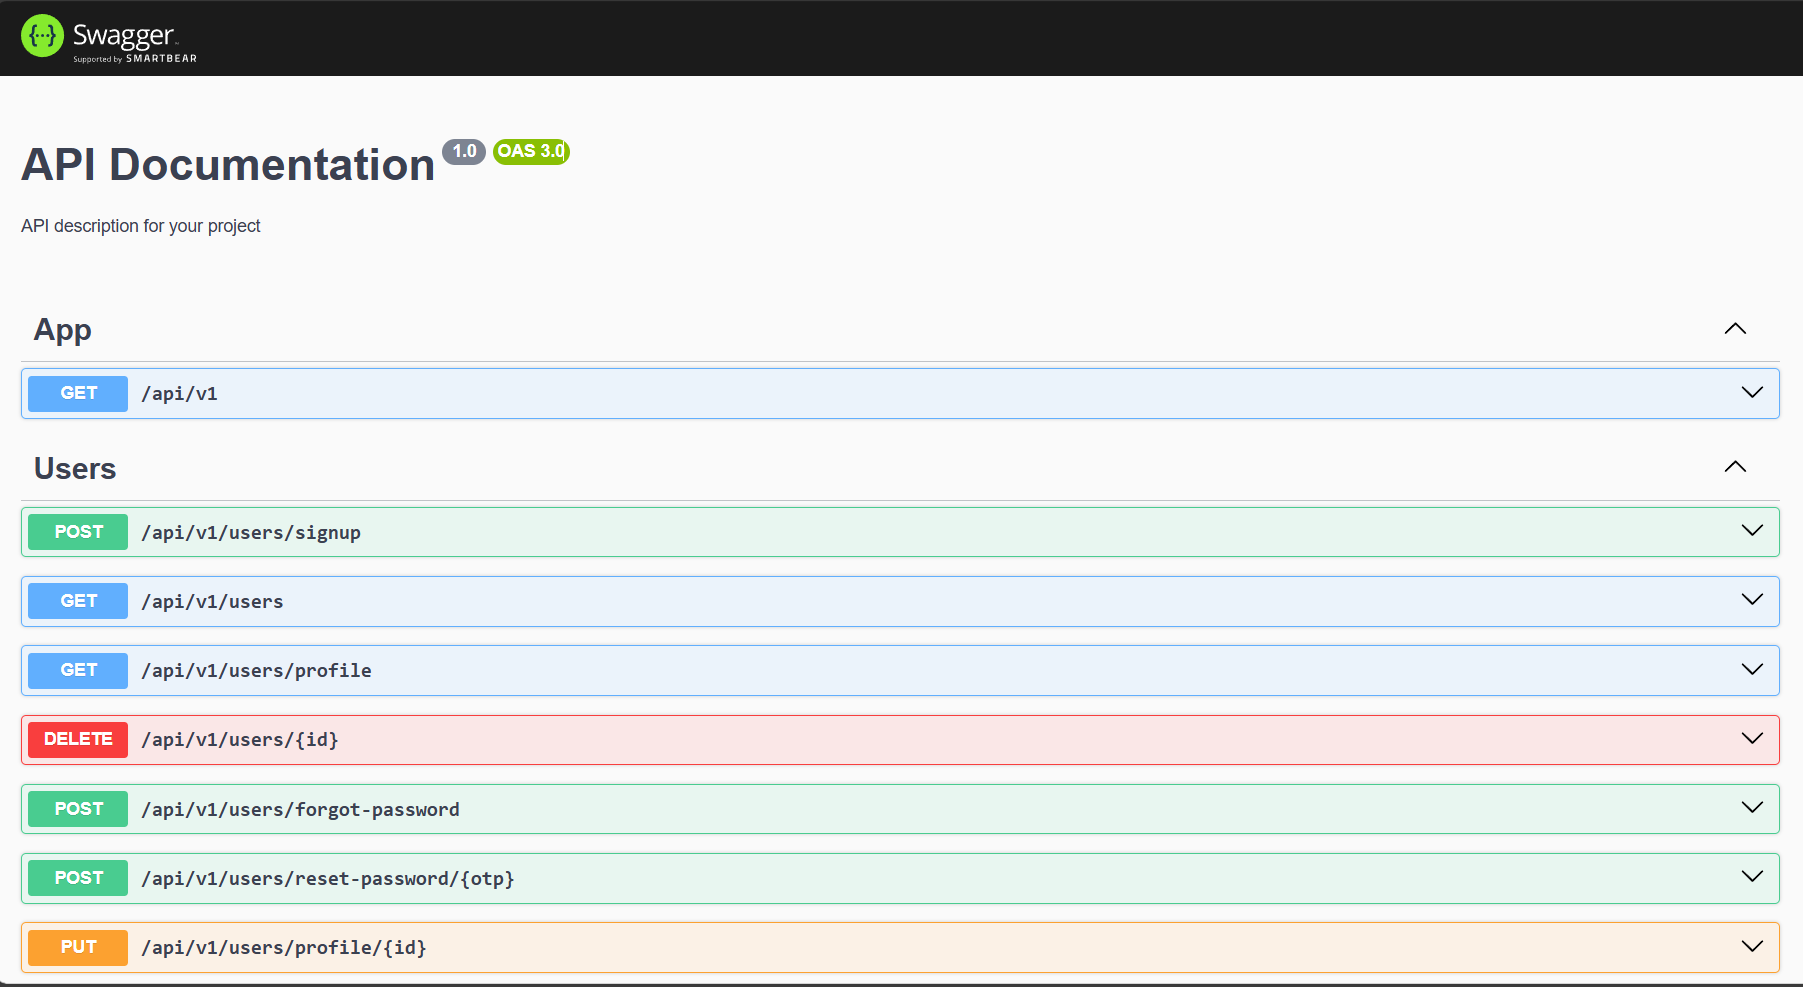 {···} Swagger™
Supported by SMARTBEAR
API Documentation 1.0 OAS 3.0
API description for your project
App
GET /api/v1
Users
POST /api/v1/users/signup
GET /api/v1/users
GET /api/v1/users/profile
DELETE /api/v1/users/{id}
POST /api/v1/users/forgot-password
POST /api/v1/users/reset-password/{otp}
PUT /api/v1/users/profile/{id}